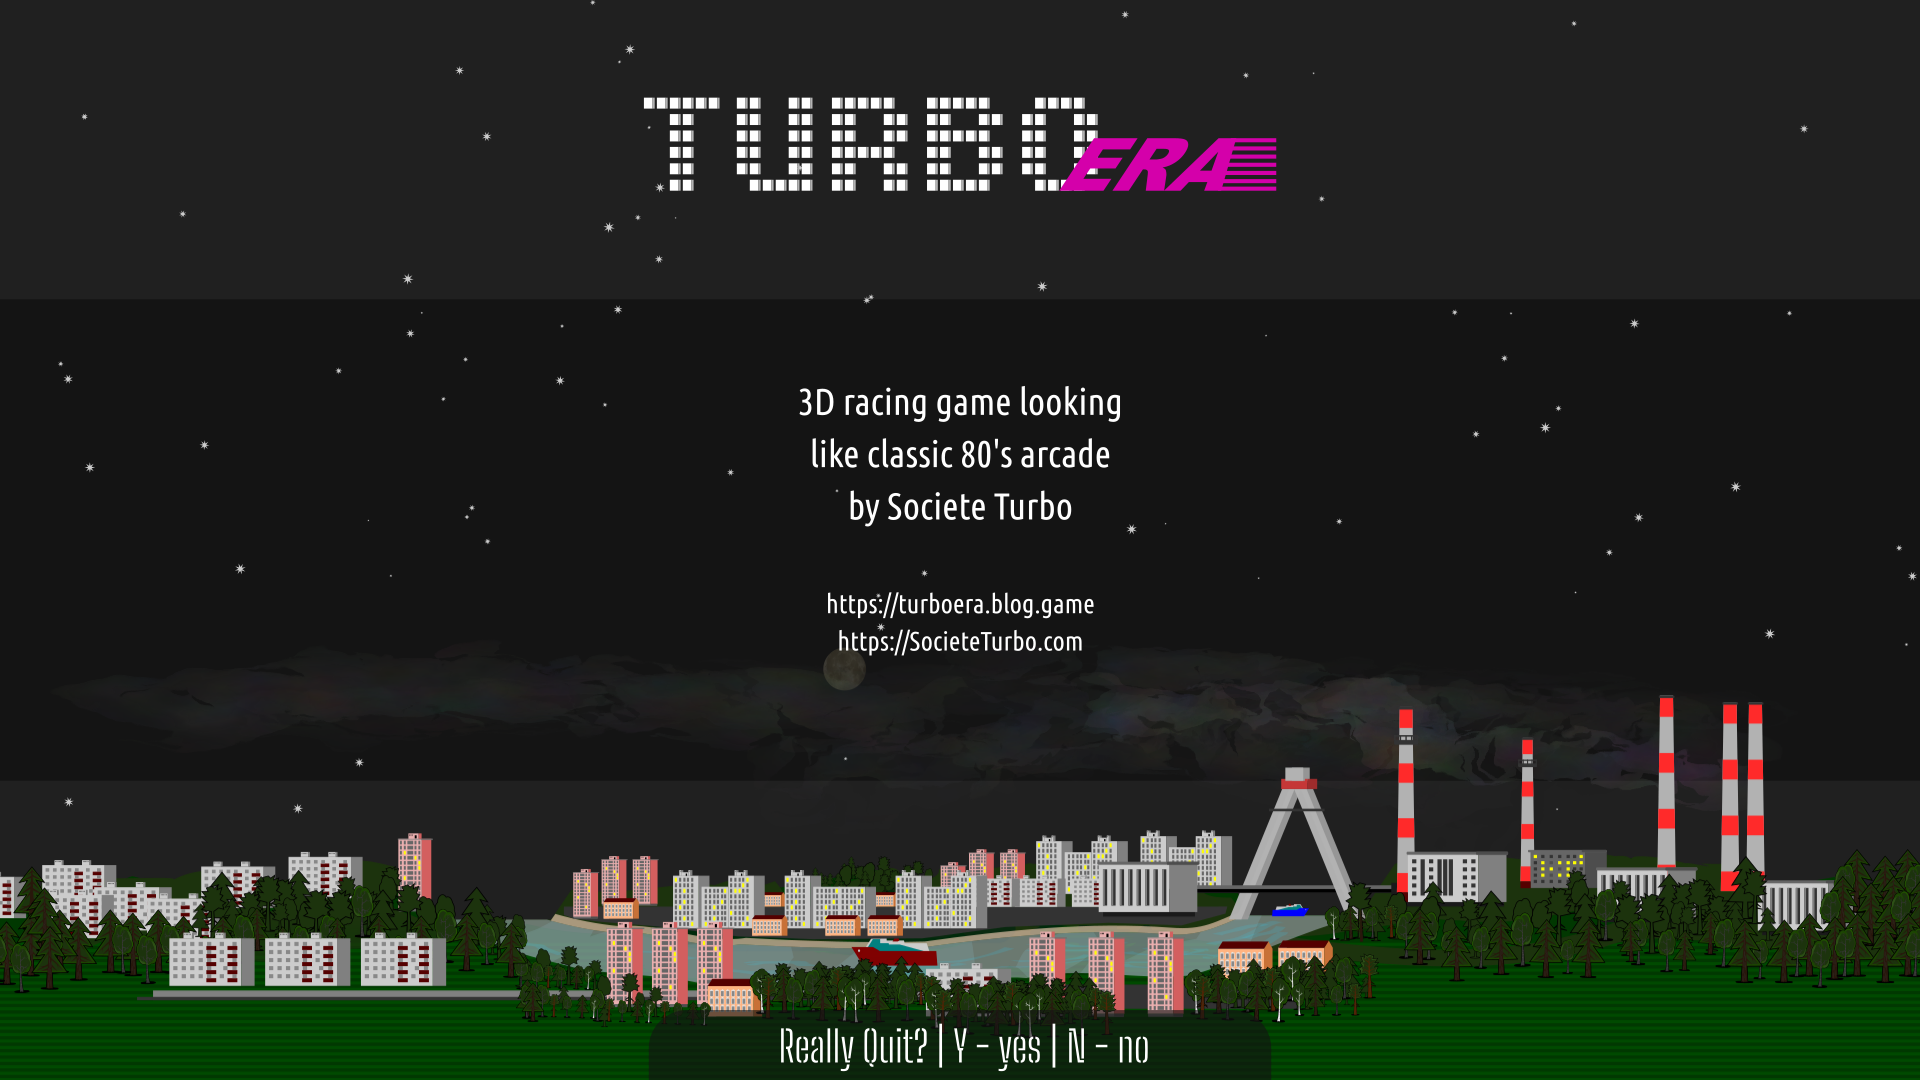 TURBO ERA
3D racing game looking
like classic 80's arcade
by Societe Turbo
https://turboera.blog.game
https://SocieteTurbo.com
Really Quit? | Y - yes | N - no